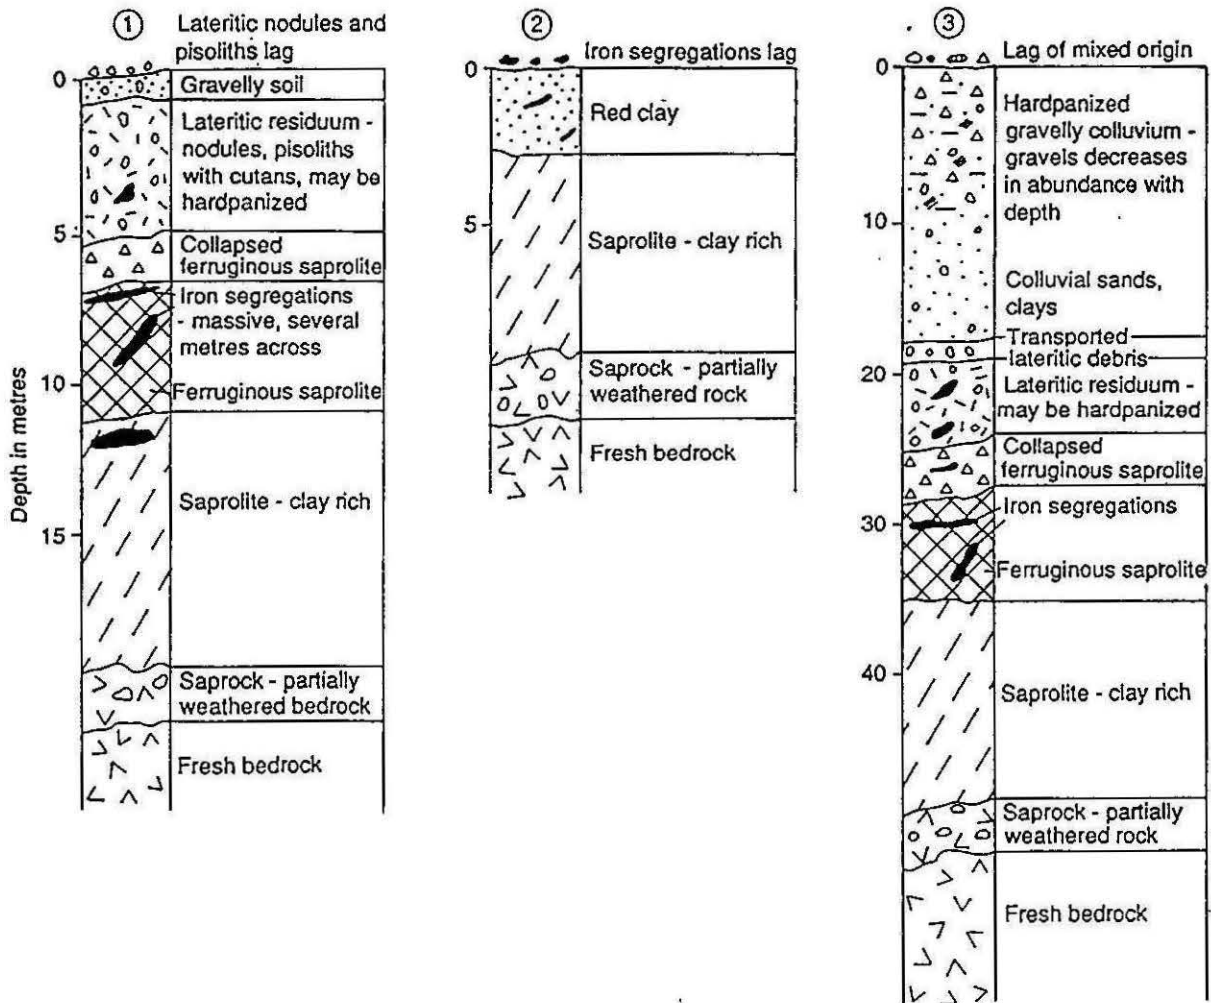 1
Lateritic nodules and
pisoliths lag
Gravelly soil
Lateritic residuum -
nodules, pisoliths
with cutans, may be
hardpanized
Collapsed
ferruginous saprolite
Iron segregations
- massive, several
metres across
Ferruginous saprolite
Saprolite - clay rich
Saprock - partially
weathered bedrock
Fresh bedrock
0
5
10
15
Depth in metres
2
Iron segregations lag
Red clay
Saprolite - clay rich
Saprock - partially
weathered rock
Fresh bedrock
0
5
3
Lag of mixed origin
Hardpanized
gravelly colluvium -
gravels decreases
in abundance with
depth
Colluvial sands,
clays
Transported
lateritic debris
Lateritic residuum -
may be hardpanized
Collapsed
ferruginous saprolite
Iron segregations
Ferruginous saprolite
Saprolite - clay rich
Saprock - partially
weathered rock
Fresh bedrock
0
10
20
30
40